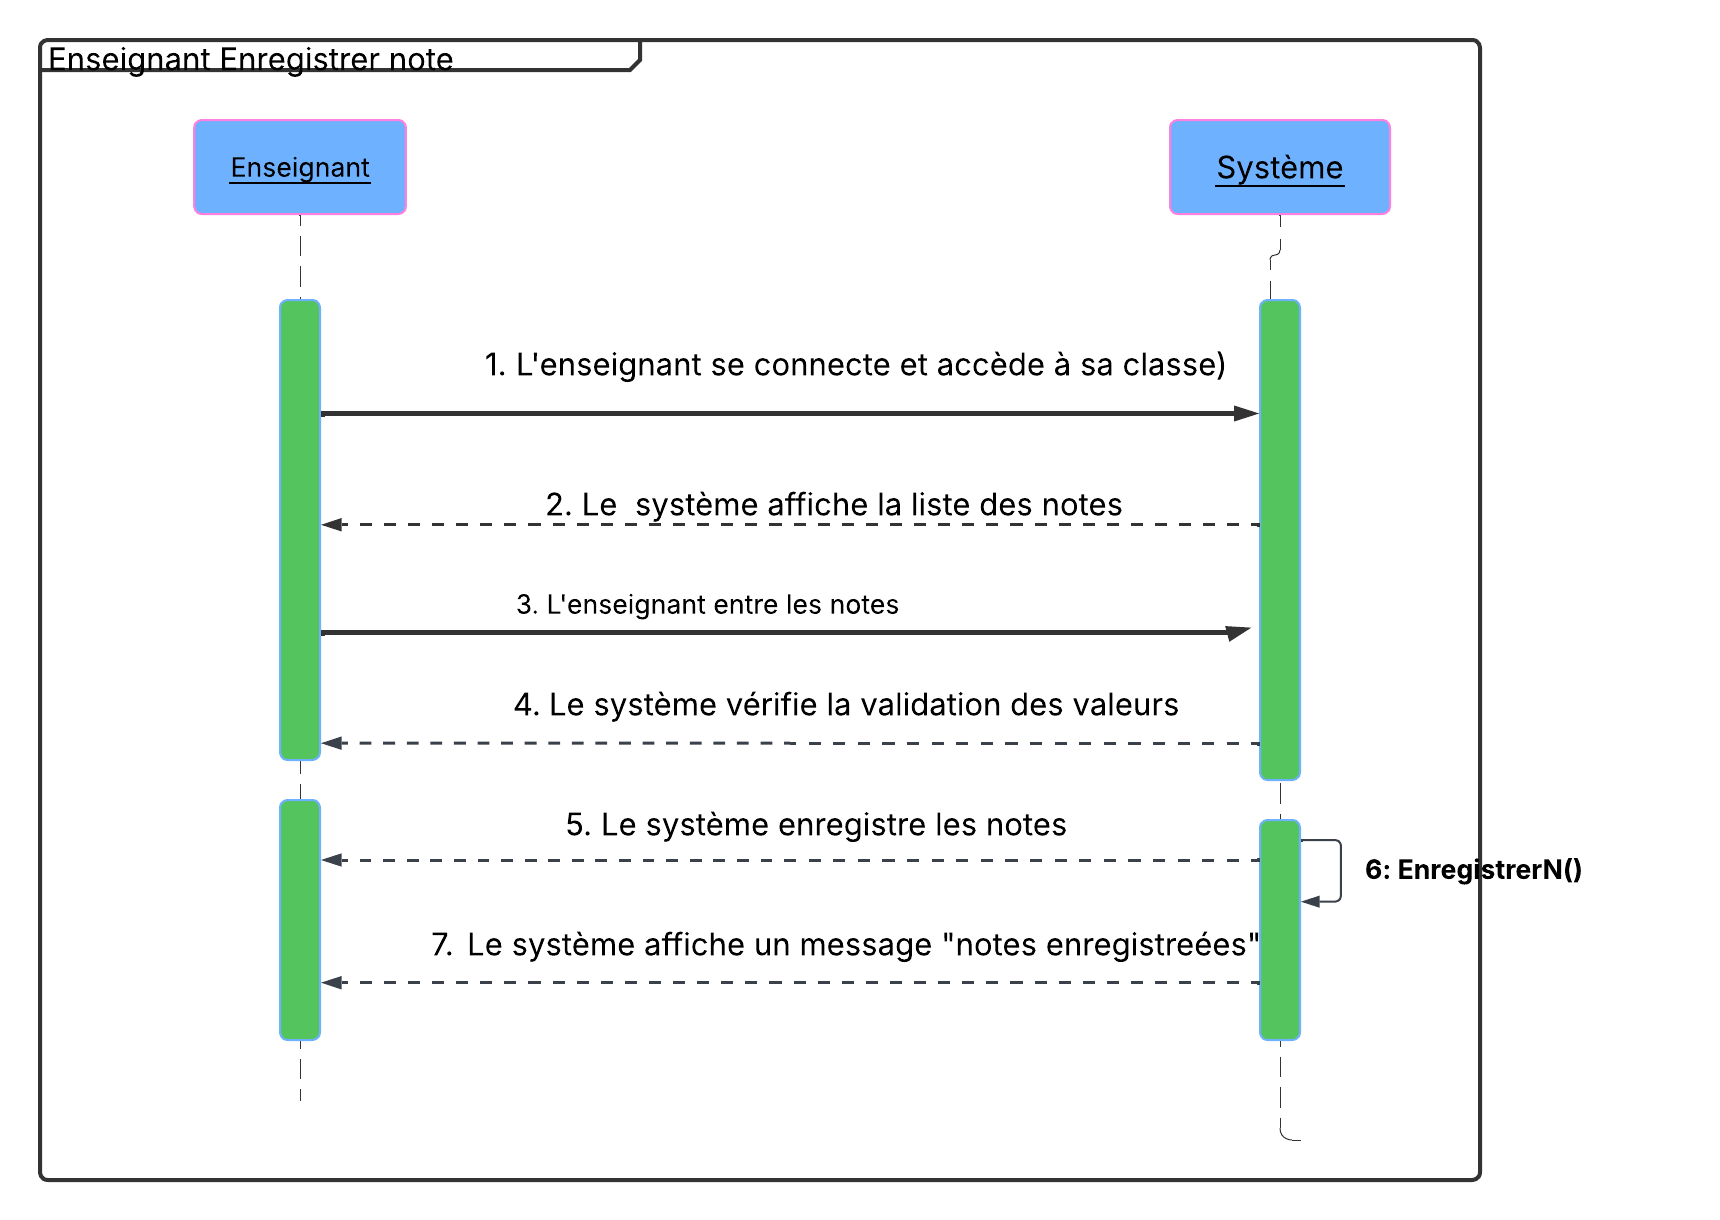 Enseignant Enregistrer note
Enseignant
Système
1. L'enseignant se connecte et accède à sa classe)
2. Le  système affiche la liste des notes
3. L'enseignant entre les notes
4. Le système vérifie la validation des valeurs
5. Le système enregistre les notes
6: EnregistrerN()
7.  Le système affiche un message "notes enregistreées"